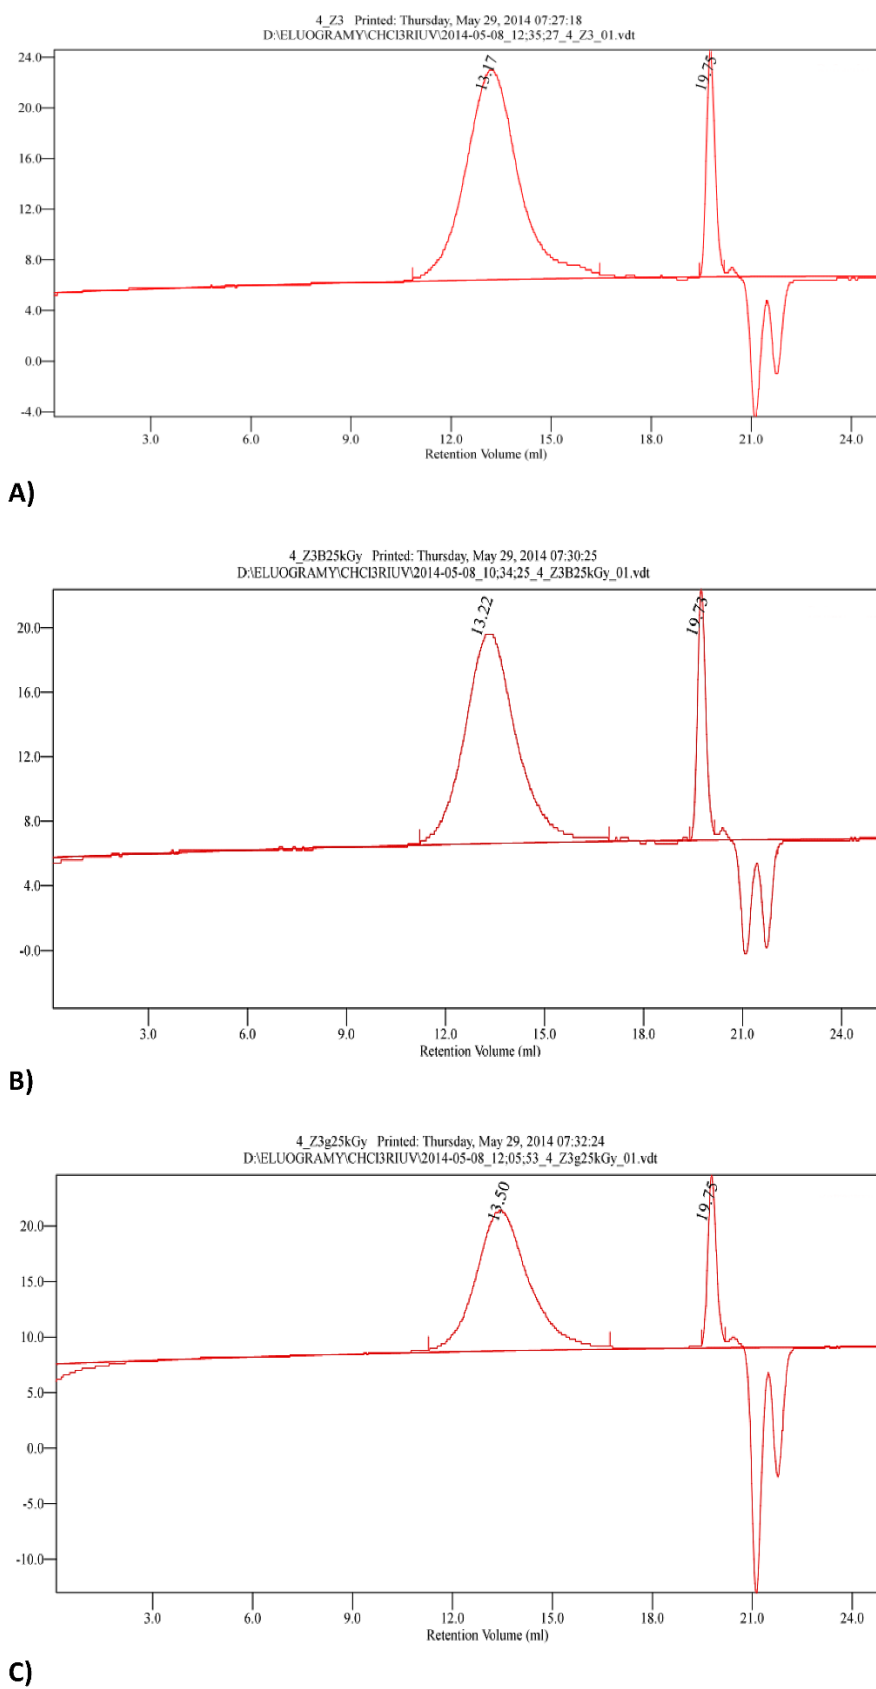 4_Z3 Printed: Thursday, May 29, 2014 07:27:18
D:\ELUOGRAMY\CHCl3RIUV\2014-05-08_12;35;27_4_Z3_01.vdt
13.17
19.75
24.0
20.0
16.0
12.0
8.0
4.0
0.0
-4.0
3.0 6.0 9.0 12.0 15.0 18.0 21.0 24.0
Retention Volume (ml)
A)
4_Z3B25kGy Printed: Thursday, May 29, 2014 07:30:25
D:\ELUOGRAMY\CHCl3RIUV\2014-05-08_10;34;25_4_Z3B25kGy_01.vdt
13.22
19.73
20.0
16.0
12.0
8.0
4.0
-0.0
3.0 6.0 9.0 12.0 15.0 18.0 21.0 24.0
Retention Volume (ml)
B)
4_Z3g25kGy Printed: Thursday, May 29, 2014 07:32:24
D:\ELUOGRAMY\CHCl3RIUV\2014-05-08_12;05;53_4_Z3g25kGy_01.vdt
13.50
19.75
20.0
15.0
10.0
5.0
0.0
-5.0
-10.0
3.0 6.0 9.0 12.0 15.0 18.0 21.0 24.0
Retention Volume (ml)
C)